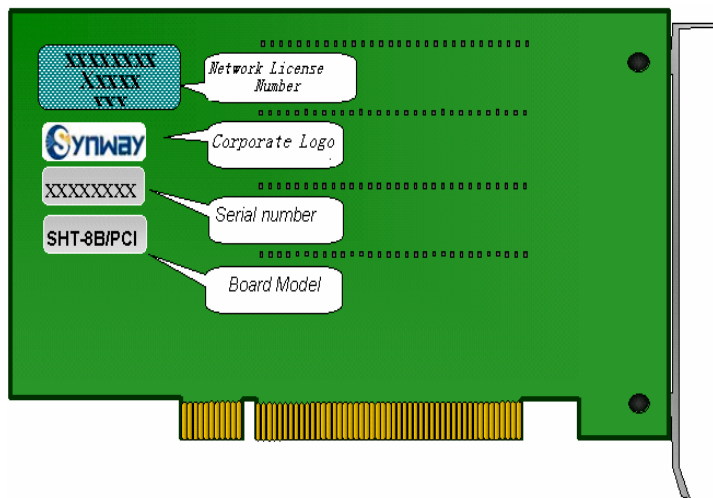 XXXXXXXX
Xxxxx
xxx
Network License
Number
Synway
Corporate Logo
XXXXXXXX
Serial number
SHT-8B/PCI
Board Model